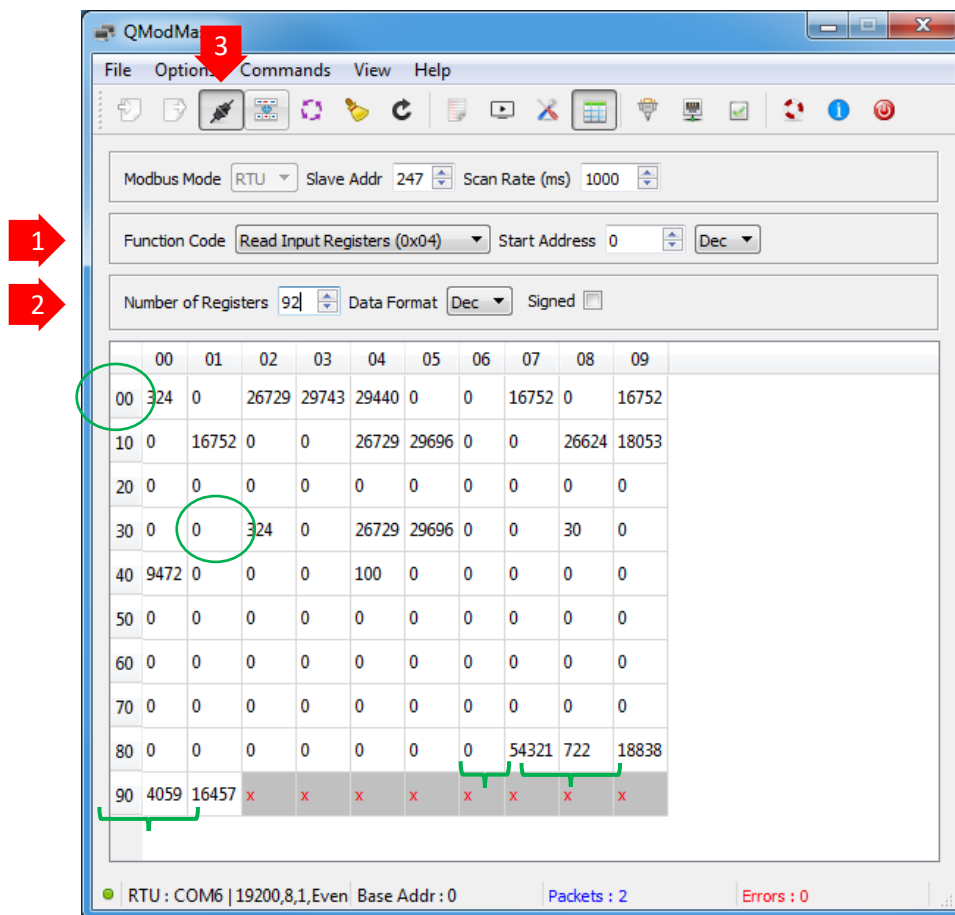 QModMa
3
File Options Commands View Help
Modbus Mode RTU Slave Addr 247 Scan Rate (ms) 1000
1
Function Code Read Input Registers (0x04) Start Address 0 Dec
2
Number of Registers 92 Data Format Dec Signed
00 01 02 03 04 05 06 07 08 09
00 324 0 26729 29743 29440 0 0 16752 0 16752
10 0 16752 0 0 26729 29696 0 0 26624 18053
20 0 0 0 0 0 0 0 0 0 0
30 0 0 324 0 26729 29696 0 0 30 0
40 9472 0 0 0 100 0 0 0 0 0
50 0 0 0 0 0 0 0 0 0 0
60 0 0 0 0 0 0 0 0 0 0
70 0 0 0 0 0 0 0 0 0 0
80 0 0 0 0 0 0 0 54321 722 18838
90 4059 16457 x x x x x x x x
RTU : COM6 | 19200,8,1,Even Base Addr : 0 Packets : 2 Errors : 0